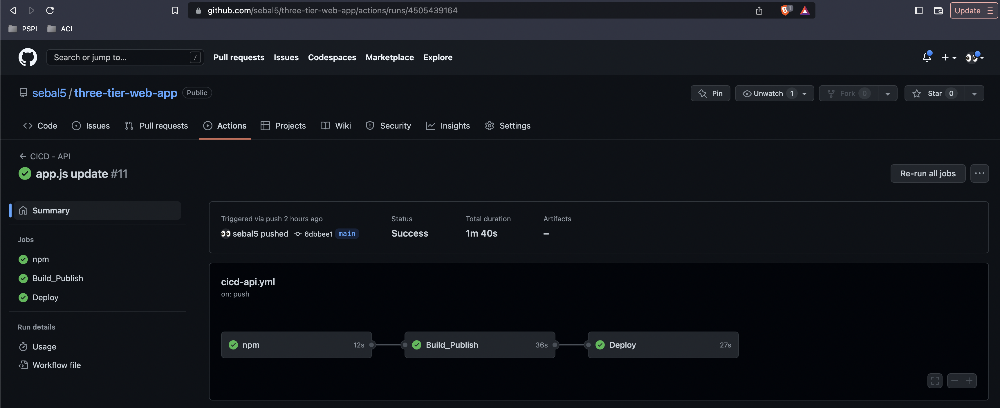 github.com/sebal5/three-tier-web-app/actions/runs/4505439164
1
Update
PSPI
ACI
Search or jump to...
/
Pull requests
Issues
Codespaces
Marketplace
Explore
sebal5/three-tier-web-app
Public
Pin
Unwatch 1
Fork 0
Star 0
Code
Issues
Pull requests
Actions
Projects
Wiki
Security
Insights
Settings
CICD - API
app.js update #11
Re-run all jobs
Summary
Jobs
npm
Build_Publish
Deploy
Run details
Usage
Workflow file
Triggered via push 2 hours ago
sebal5 pushed 6dbbee1 main
Status
Success
Total duration
1m 40s
Artifacts
–
cicd-api.yml
on: push
npm 12s
Build_Publish 36s
Deploy 27s